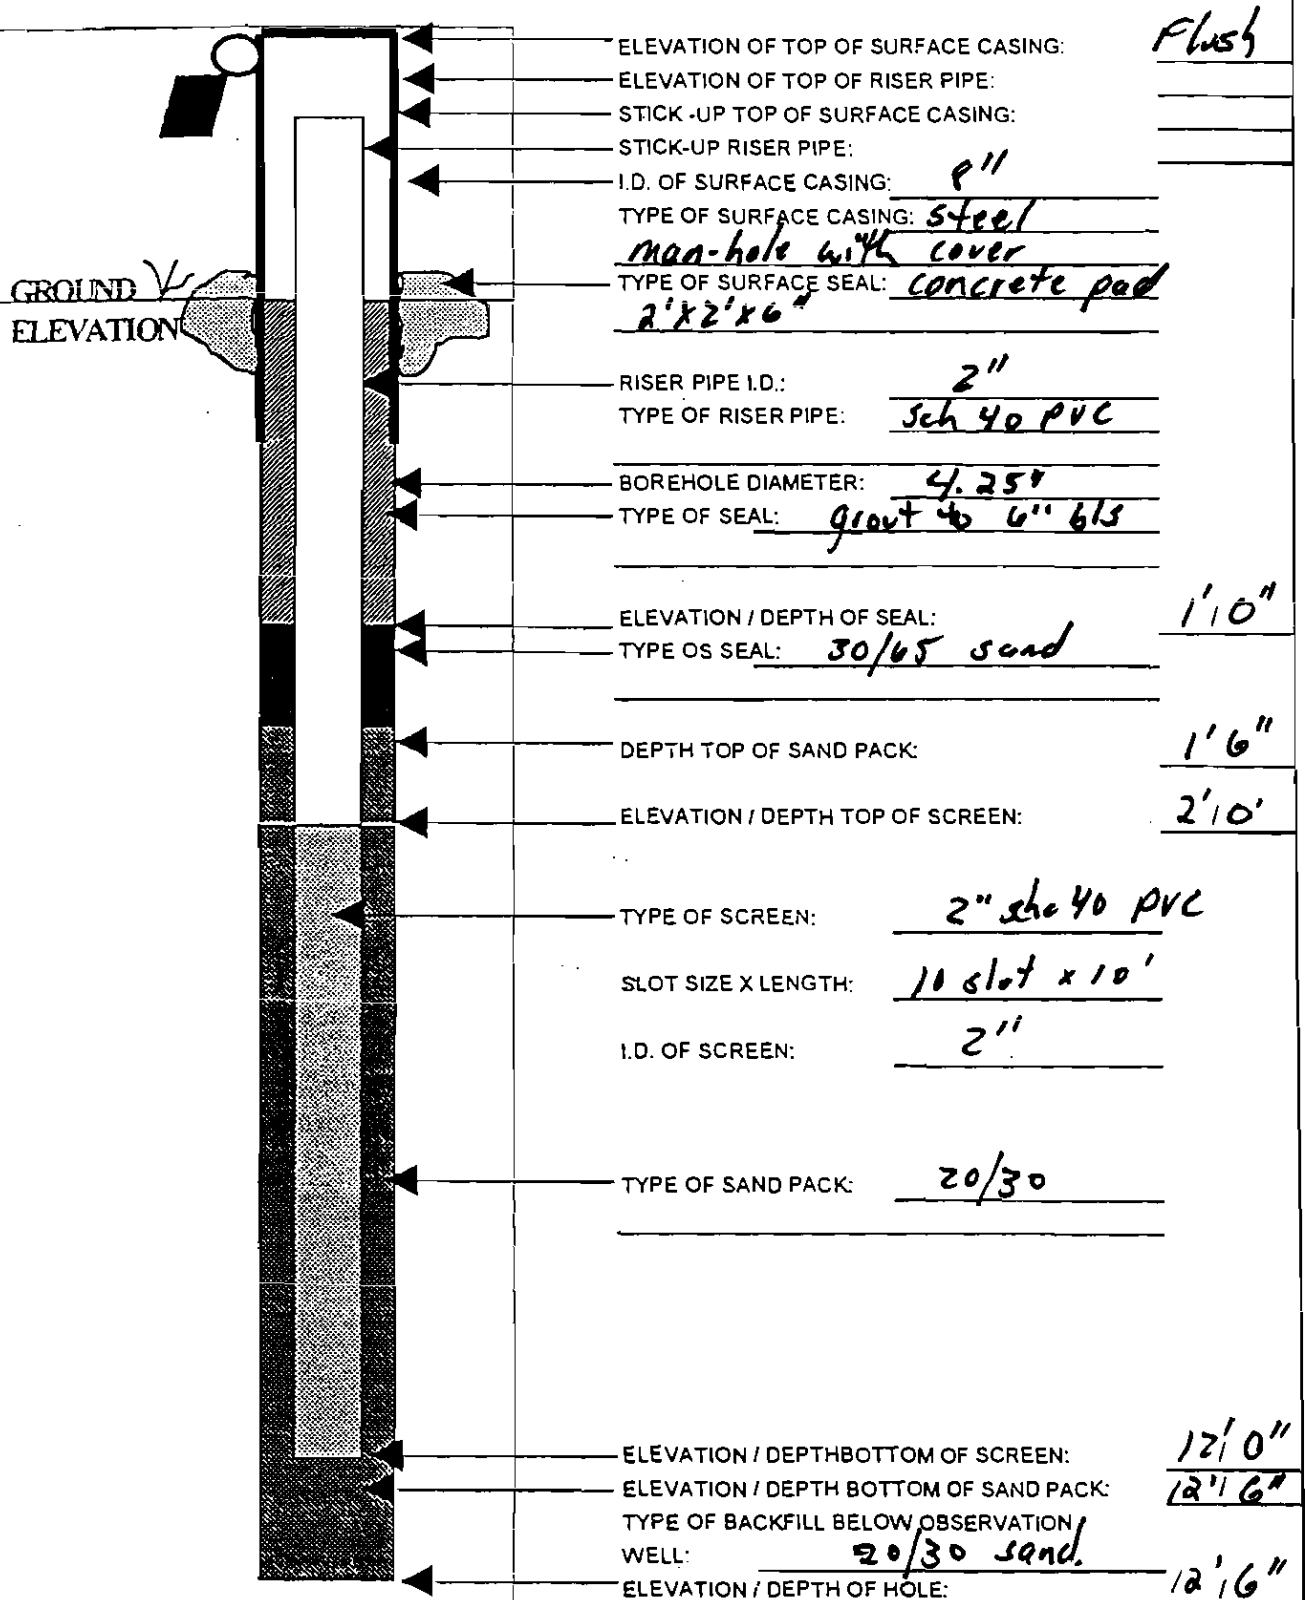 ELEVATION OF TOP OF SURFACE CASING: Flush
ELEVATION OF TOP OF RISER PIPE:
STICK -UP TOP OF SURFACE CASING:
STICK-UP RISER PIPE:
I.D. OF SURFACE CASING: 8"
TYPE OF SURFACE CASING: steel
man-hole with cover
GROUND
ELEVATION
TYPE OF SURFACE SEAL: concrete pad
2'x2'x6"
RISER PIPE I.D.: 2"
TYPE OF RISER PIPE: Sch 40 PVC
BOREHOLE DIAMETER: 4.25"
TYPE OF SEAL: grout to 6" bls
ELEVATION / DEPTH OF SEAL: 1'10"
TYPE OS SEAL: 30/65 sand
DEPTH TOP OF SAND PACK: 1'6"
ELEVATION / DEPTH TOP OF SCREEN: 2'10'
TYPE OF SCREEN: 2" shc 40 PVC
SLOT SIZE X LENGTH: 10 slot x 10'
I.D. OF SCREEN: 2"
TYPE OF SAND PACK: 20/30
ELEVATION / DEPTHBOTTOM OF SCREEN: 12'0"
ELEVATION / DEPTH BOTTOM OF SAND PACK: 12'6"
TYPE OF BACKFILL BELOW OBSERVATION
WELL: 20/30 sand.
ELEVATION / DEPTH OF HOLE: 12'6"